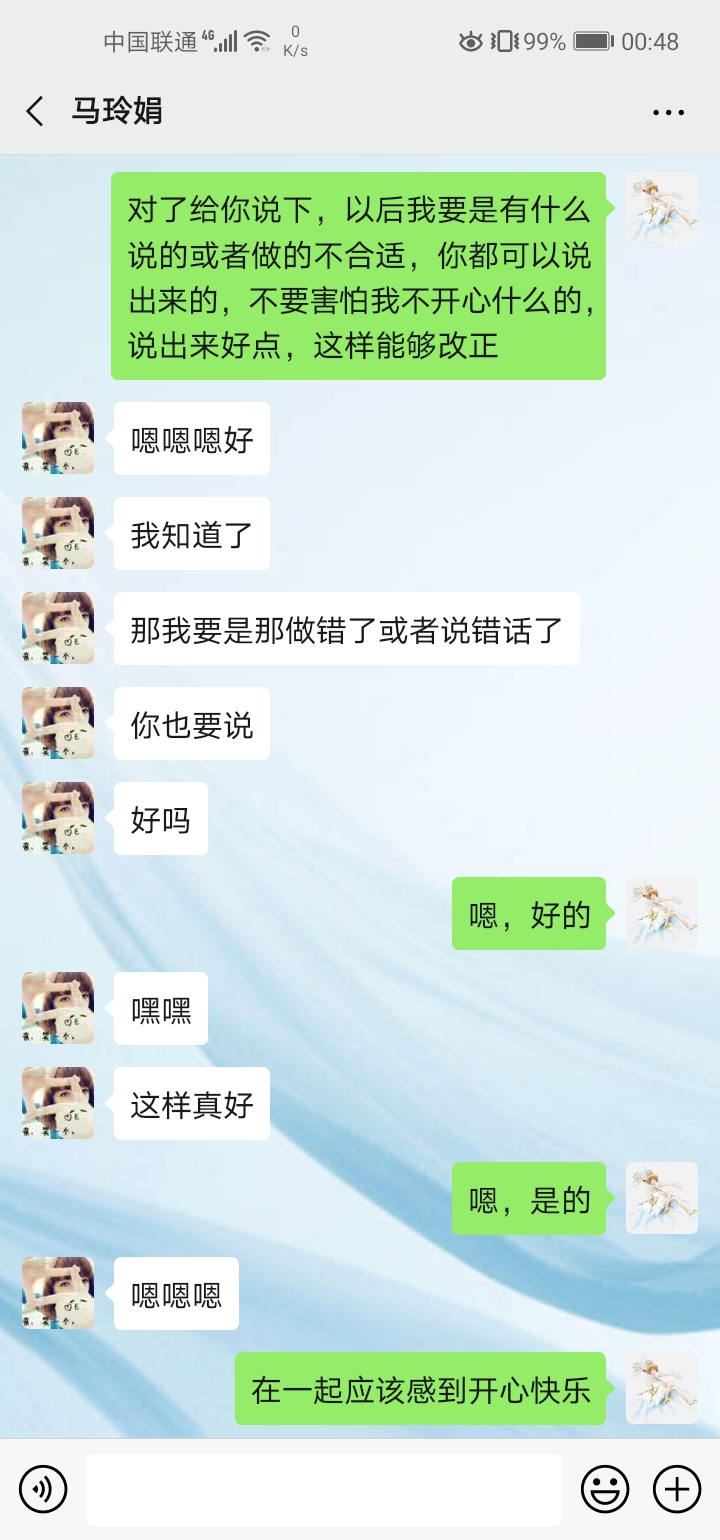 中国联通 4G 0 K/s 99% 00:48
马玲娟
对了给你说下，以后我要是有什么
说的或者做的不合适，你都可以说
出来的，不要害怕我不开心什么的，
说出来好点，这样能够改正
嗯嗯嗯好
我知道了
那我要是那做错了或者说错话了
你也要说
好吗
嗯，好的
嘿嘿
这样真好
嗯，是的
嗯嗯嗯
在一起应该感到开心快乐